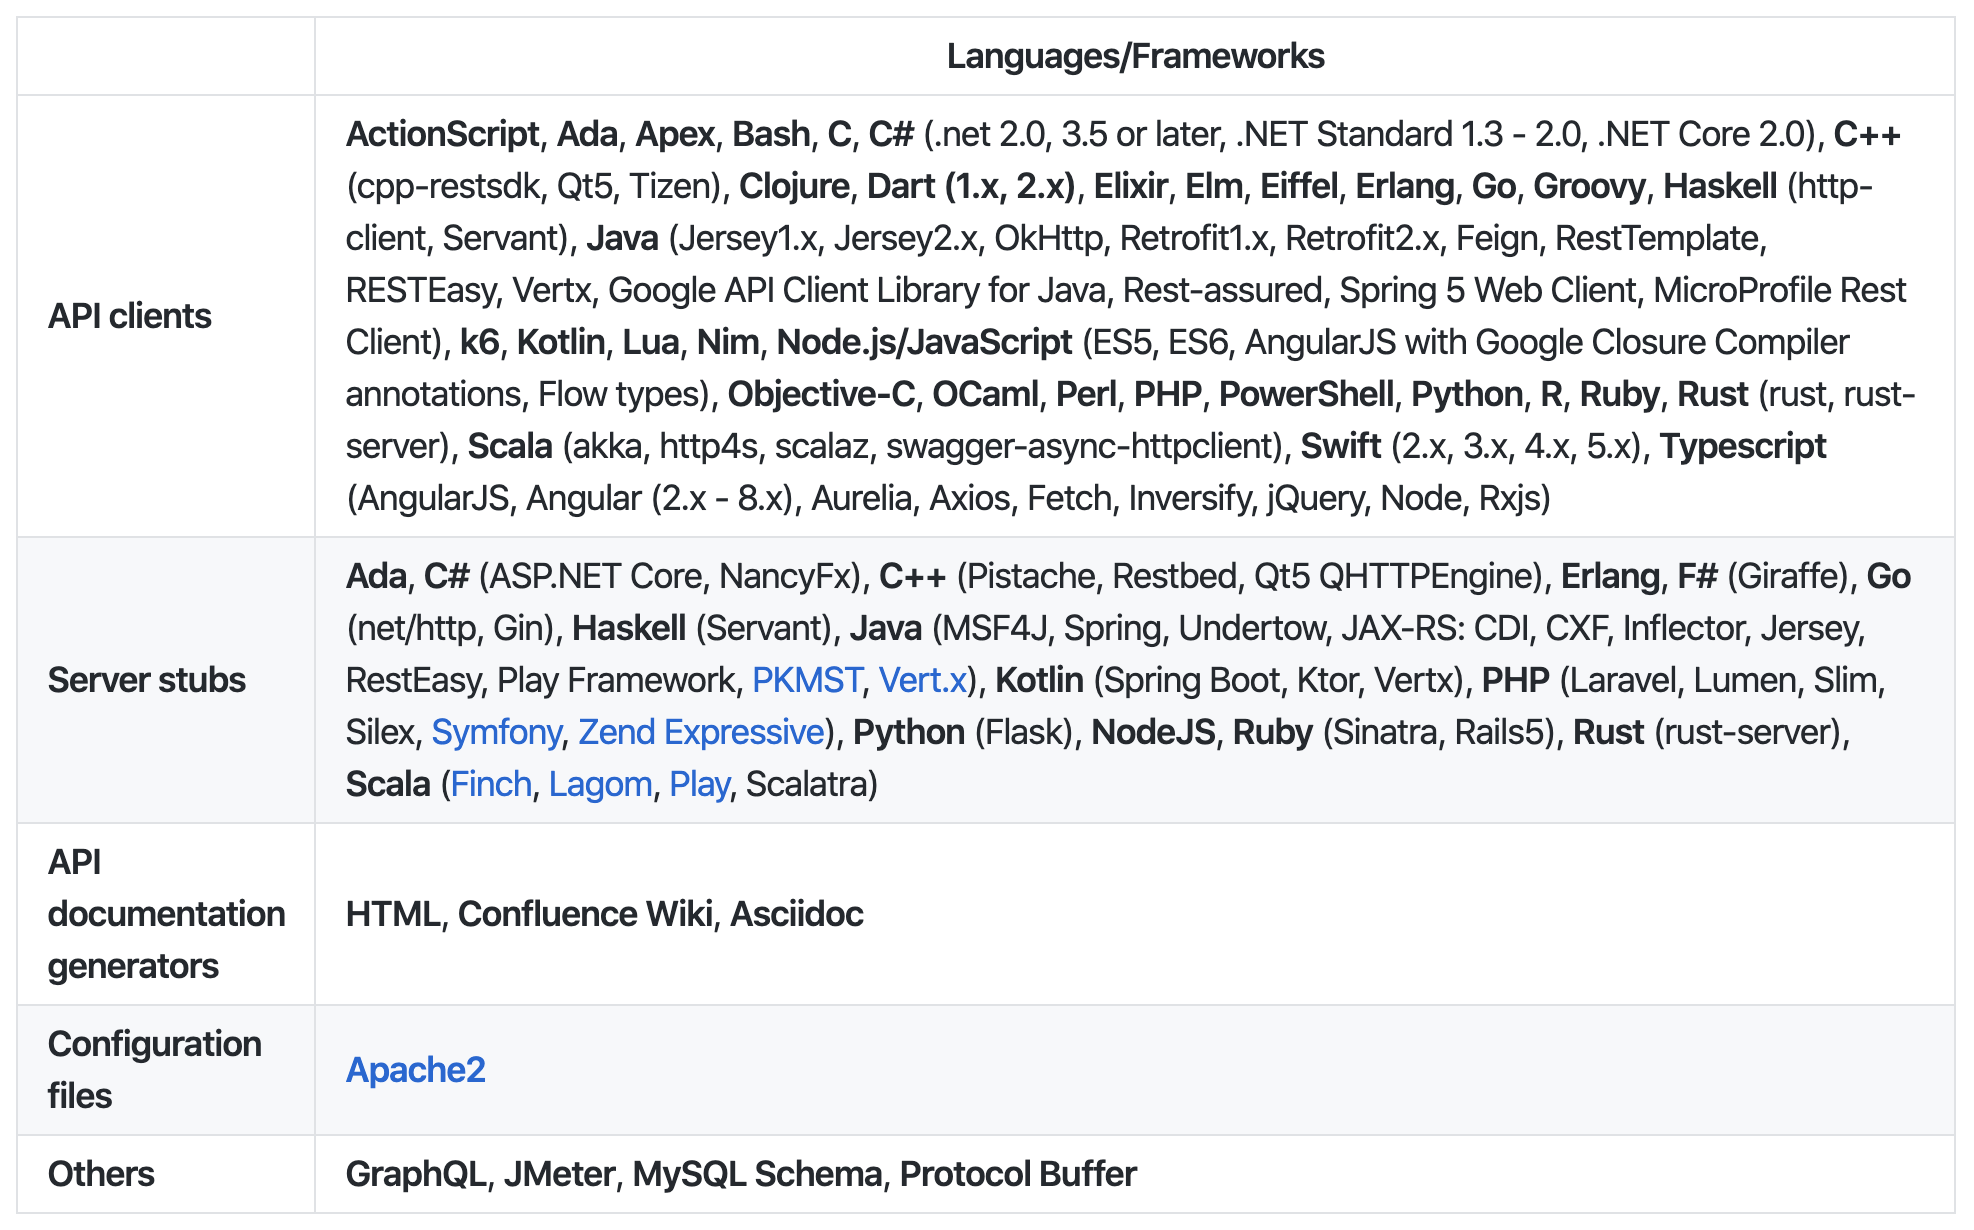 Languages/Frameworks
API clients
ActionScript, Ada, Apex, Bash, C, C# (.net 2.0, 3.5 or later, .NET Standard 1.3 - 2.0, .NET Core 2.0), C++
(cpp-restsdk, Qt5, Tizen), Clojure, Dart (1.x, 2.x), Elixir, Elm, Eiffel, Erlang, Go, Groovy, Haskell (http-
client, Servant), Java (Jersey1.x, Jersey2.x, OkHttp, Retrofit1.x, Retrofit2.x, Feign, RestTemplate,
RESTEasy, Vertx, Google API Client Library for Java, Rest-assured, Spring 5 Web Client, MicroProfile Rest
Client), k6, Kotlin, Lua, Nim, Node.js/JavaScript (ES5, ES6, AngularJS with Google Closure Compiler
annotations, Flow types), Objective-C, OCaml, Perl, PHP, PowerShell, Python, R, Ruby, Rust (rust, rust-
server), Scala (akka, http4s, scalaz, swagger-async-httpclient), Swift (2.x, 3.x, 4.x, 5.x), Typescript
(AngularJS, Angular (2.x - 8.x), Aurelia, Axios, Fetch, Inversify, jQuery, Node, Rxjs)
Server stubs
Ada, C# (ASP.NET Core, NancyFx), C++ (Pistache, Restbed, Qt5 QHTTPEngine), Erlang, F# (Giraffe), Go
(net/http, Gin), Haskell (Servant), Java (MSF4J, Spring, Undertow, JAX-RS: CDI, CXF, Inflector, Jersey,
RestEasy, Play Framework, PKMST, Vert.x), Kotlin (Spring Boot, Ktor, Vertx), PHP (Laravel, Lumen, Slim,
Silex, Symfony, Zend Expressive), Python (Flask), NodeJS, Ruby (Sinatra, Rails5), Rust (rust-server),
Scala (Finch, Lagom, Play, Scalatra)
API
documentation
generators
HTML, Confluence Wiki, Asciidoc
Configuration
files
Apache2
Others
GraphQL, JMeter, MySQL Schema, Protocol Buffer